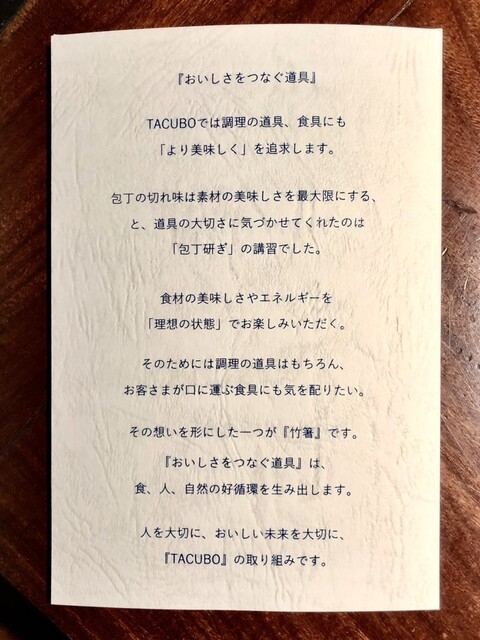 『おいしさをつなぐ道具』
TACUBOでは調理の道具、食具にも
「より美味しく」を追求します。
包丁の切れ味は素材の美味しさを最大限にする、
と、道具の大切さに気づかせてくれたのは
「包丁研ぎ」の講習でした。
食材の美味しさやエネルギーを
「理想の状態」でお楽しみいただく。
そのためには調理の道具はもちろん、
お客さまが口に運ぶ食具にも気を配りたい。
その想いを形にした一つが『竹箸』です。
『おいしさをつなぐ道具』は、
食、人、自然の好循環を生み出します。
人を大切に、おいしい未来を大切に、
『TACUBO』の取り組みです。